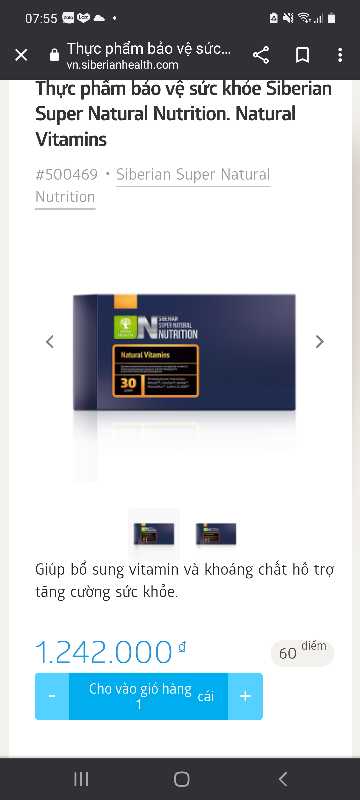 07:55
Thực phẩm bảo vệ sức...
vn.siberianhealth.com
Thực phẩm bảo vệ sức khỏe Siberian
Super Natural Nutrition. Natural
Vitamins
#500469 • Siberian Super Natural
Nutrition
SIBERIAN
SUPER NATURAL
NUTRITION
Natural Vitamins
30
Giúp bổ sung vitamin và khoáng chất hỗ trợ
tăng cường sức khỏe.
1.242.000 ₫
60 điểm
- Cho vào giỏ hàng
1 cái +